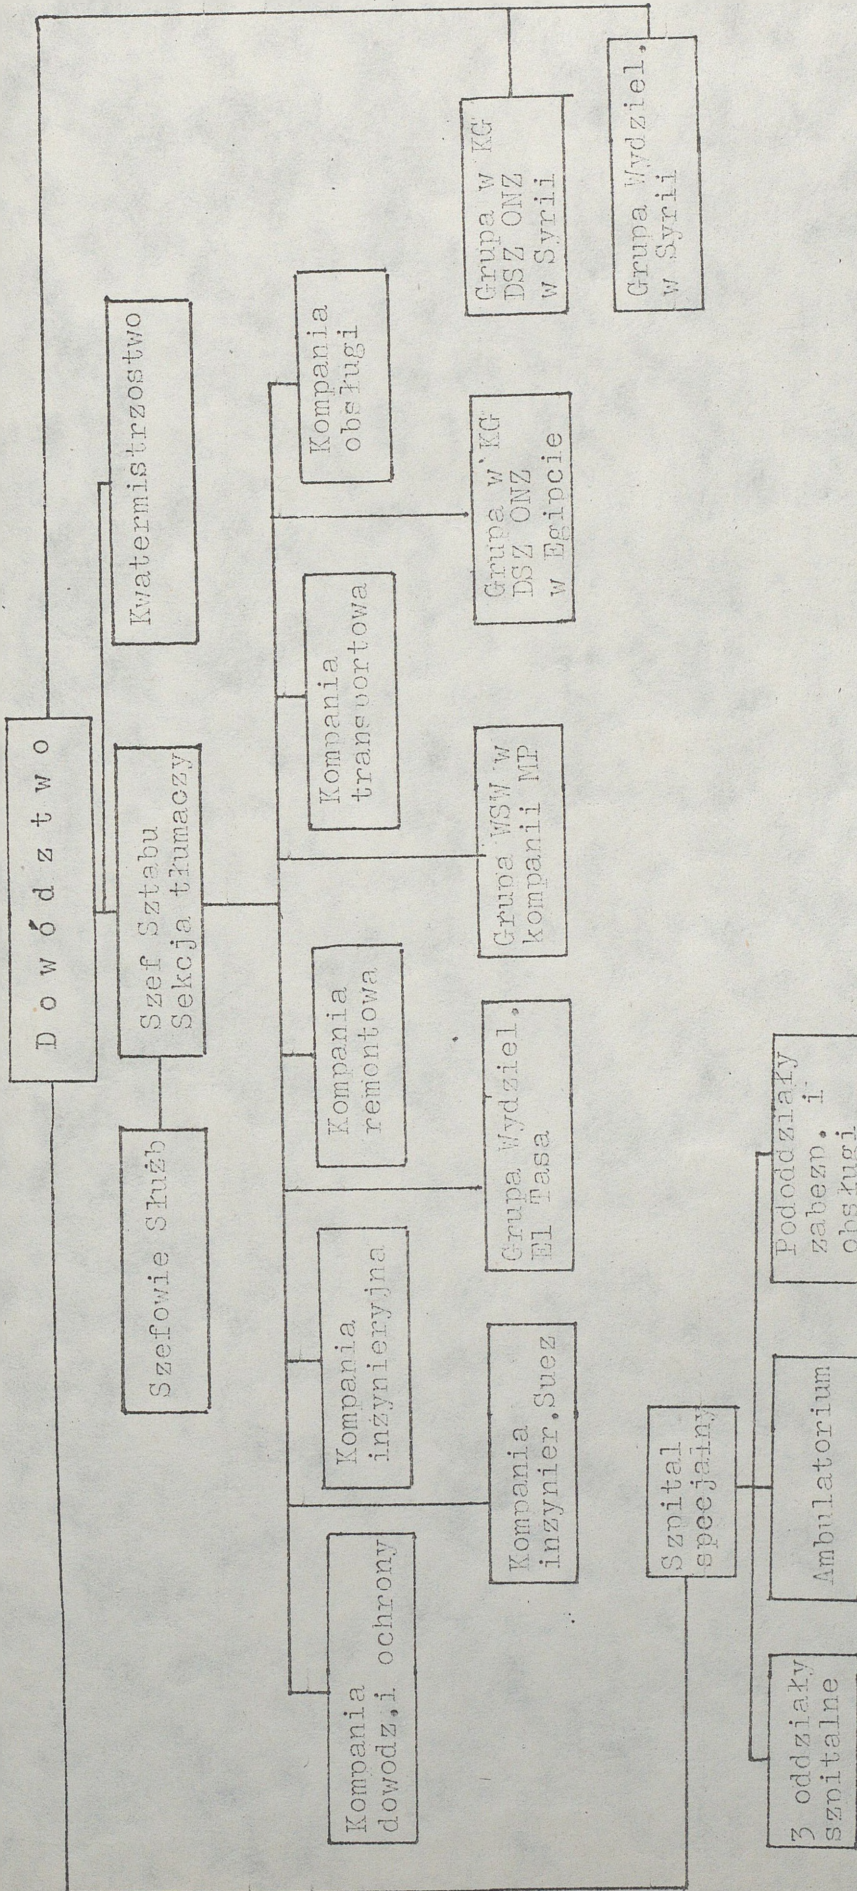 D o w ó d z t w o
Szefowie Służb
Szef Sztabu
Sekcja tłumaczy
Kwatermistrzostwo
Kompania
dowodz.i ochrony
Kompania
inżynieryjna
Kompania
remontowa
Kompania
transportowa
Kompania
obsługi
Kompania
inzynier.Suez
Grupa Wydziel.
El Tasa
Grupa WSW w
kompanii MP
Grupa w KG
DSZ ONZ
w Egipcie
Grupa w KG
DSZ ONZ
w Syrii
Grupa Wydziel.
w Syrii
Szpital
specjalny
3 oddziały
szpitalne
Ambulatorium
Pododdziały
zabezp. i
obsługi